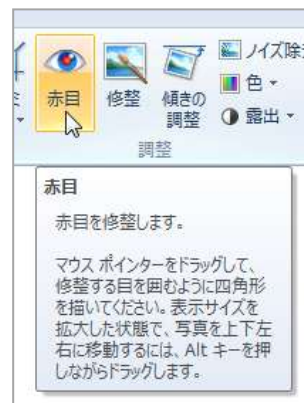 ノイズ除
色
赤目 修整 傾きの
調整 露出
調整
赤目
赤目を修整します。
マウス ポインターをドラッグして、
修整する目を囲むように四角形
を描いてください。表示サイズを
拡大した状態で、写真を上下左
右に移動するには、Alt キーを押
しながらドラッグします。